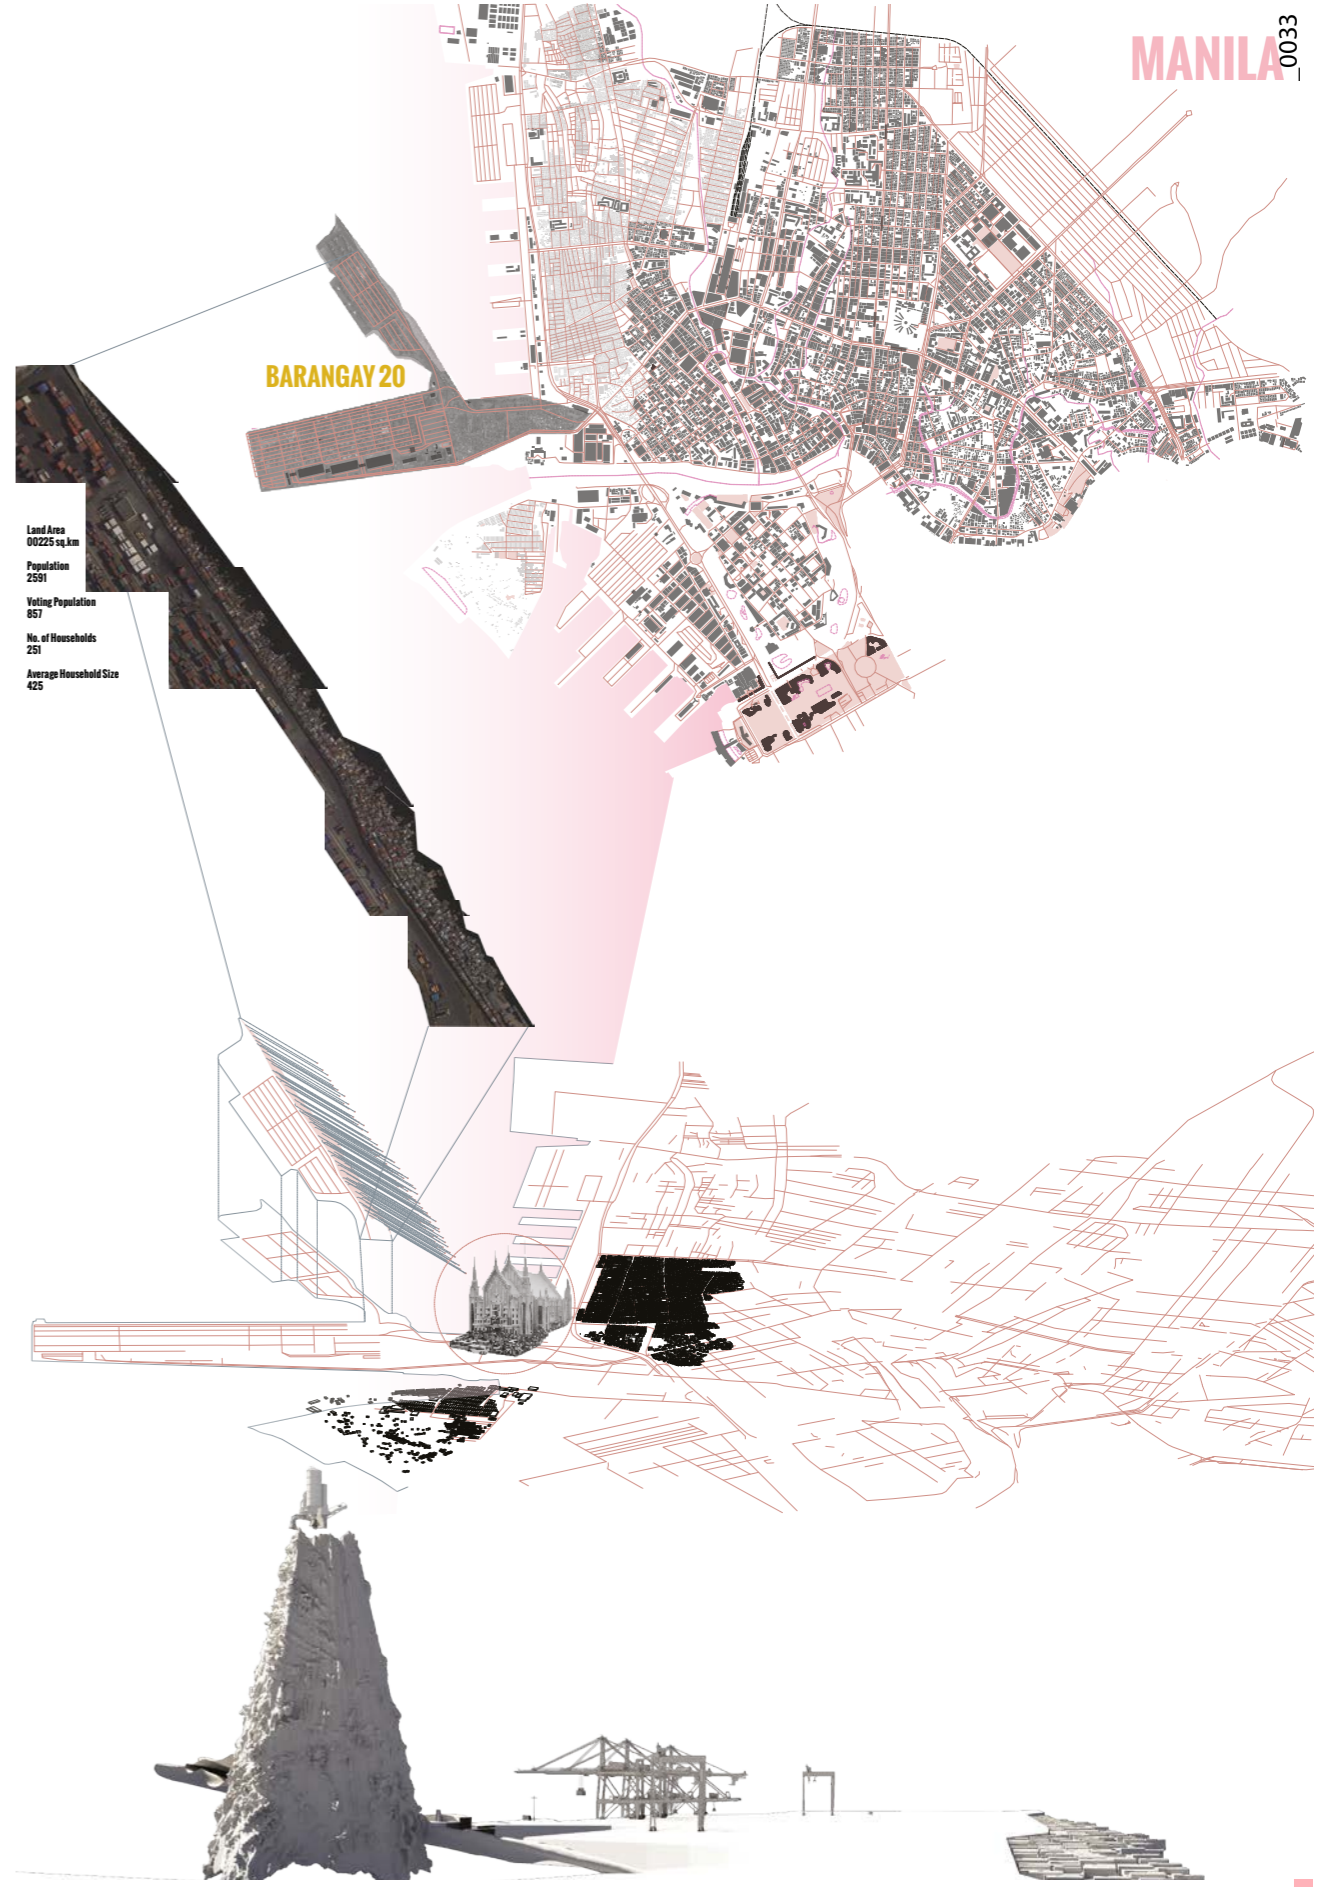 MANILA
_0033
BARANGAY 20
Land Area
00225 sq.km
Population
2591
Voting Population
857
No. of Households
251
Average Household Size
425